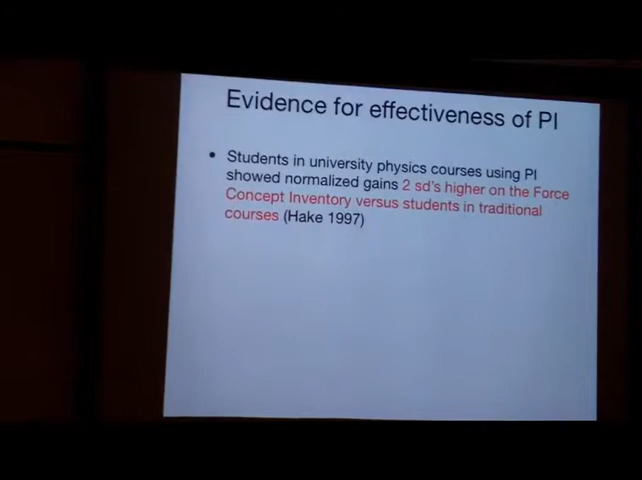 Evidence for effectiveness of PI
• Students in university physics courses using PI
showed normalized gains 2 sd's higher on the Force
Concept Inventory versus students in traditional
courses (Hake 1997)